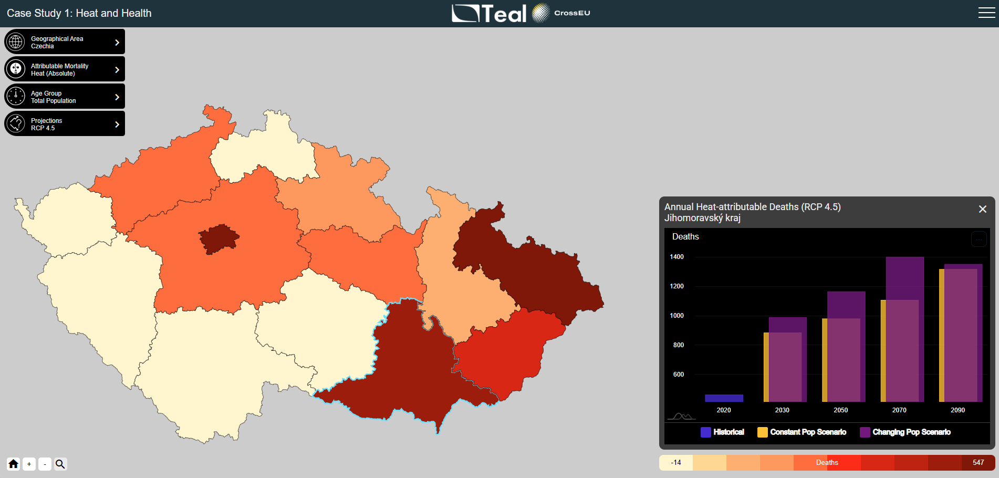 Case Study 1: Heat and Health
Teal
CrossEU
Geographical Area
Czechia
Attributable Mortality
Heat (Absolute)
Age Group
Total Population
Projections
RCP 4.5
Annual Heat-attributable Deaths (RCP 4.5)
Jihomoravský kraj
Deaths
1400
1200
1000
800
600
2020 2030 2050 2070 2090
Historical Constant Pop Scenario Changing Pop Scenario
-14 Deaths 547
+ -